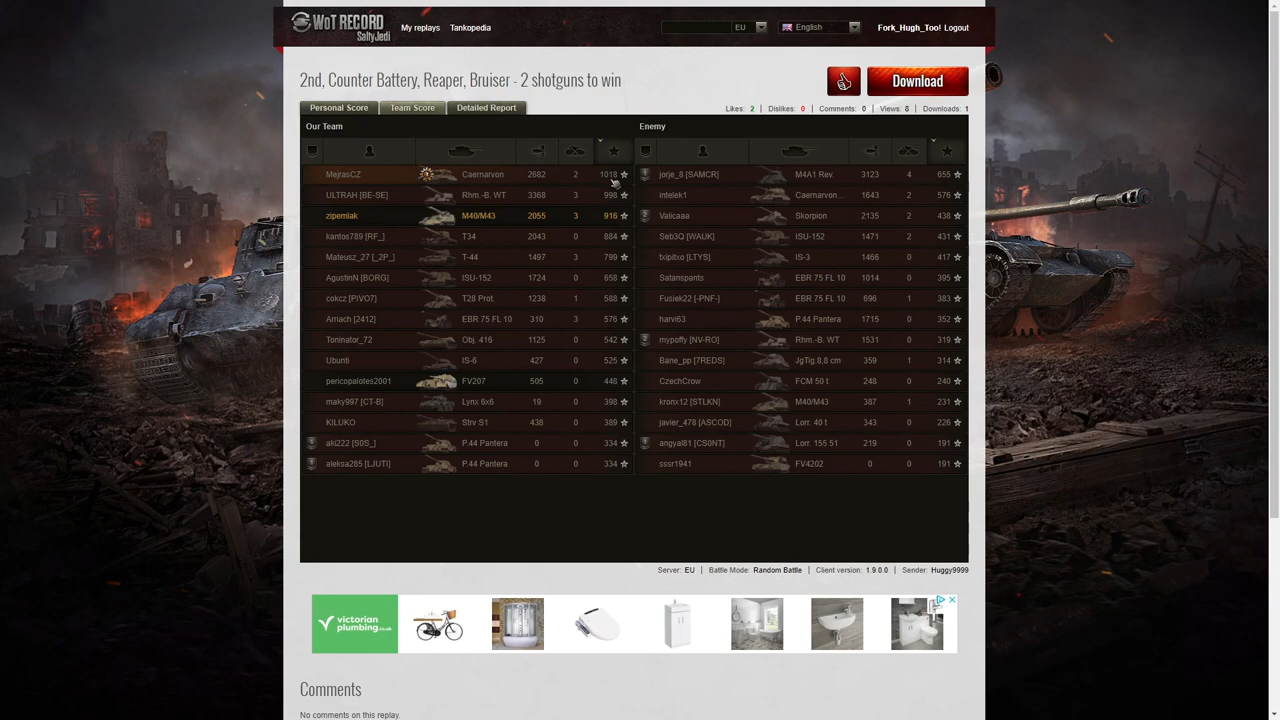 WoT RECORD
SaltyJedi
My replays
Tankopedia
EU
English
Fork_Hugh_Too! Logout
2nd, Counter Battery, Reaper, Bruiser - 2 shotguns to win
Download
Personal Score
Team Score
Detailed Report
Likes: 2 | Dislikes: 0 | Comments: 0 | Views: 8 | Downloads: 1
Our Team
Enemy
MejrasCZ Caernarvon 2682 2 1018
ULTRAH [BE-SE] Rhm.-B. WT 3368 3 998
zipemlak M40/M43 2055 3 916
kantos789 [RF_] T34 2043 0 884
Mateusz_27 [_2P_] T-44 1497 3 799
AgustinN [BORG] ISU-152 1724 0 658
cokcz [PIVO7] T28 Prot. 1238 1 588
Arriach [2412] EBR 75 FL 10 310 3 576
Toninator_72 Obj. 416 1125 0 542
Ubunti IS-6 427 0 525
pericopalotes2001 FV207 505 0 448
maky997 [CT-B] Lynx 6x6 19 0 398
KILUKO Strv S1 438 0 389
aki222 [S0S_] P.44 Pantera 0 0 334
aleksa285 [LJUTI] P.44 Pantera 0 0 334
jorje_8 [SAMCR] M4A1 Rev. 3123 4 655
intelek1 Caernarvon... 1643 2 576
Valicaaa Skorpion 2135 2 438
Seb3Q [WAUK] ISU-152 1471 2 431
txipitxo [LTYS] IS-3 1466 0 417
Satanspants EBR 75 FL 10 1014 0 395
Fusiek22 [-PNF-] EBR 75 FL 10 696 1 383
harvi63 P.44 Pantera 1715 0 352
mypoffy [NV-RO] Rhm.-B. WT 1531 0 319
Bane_pp [7REDS] JgTig.8,8 cm 359 1 314
CzechCrow FCM 50 t 248 0 240
kronx12 [STLKN] M40/M43 387 1 231
javier_478 [ASCOD] Lorr. 40 t 343 0 226
angyal81 [CS0NT] Lorr. 155 51 219 0 191
sssr1941 FV4202 0 0 191
Server: EU | Battle Mode: Random Battle | Client version: 1.9.0.0 | Sender: Huggy9999
victorian
plumbing.co.uk
Comments
No comments on this replay.